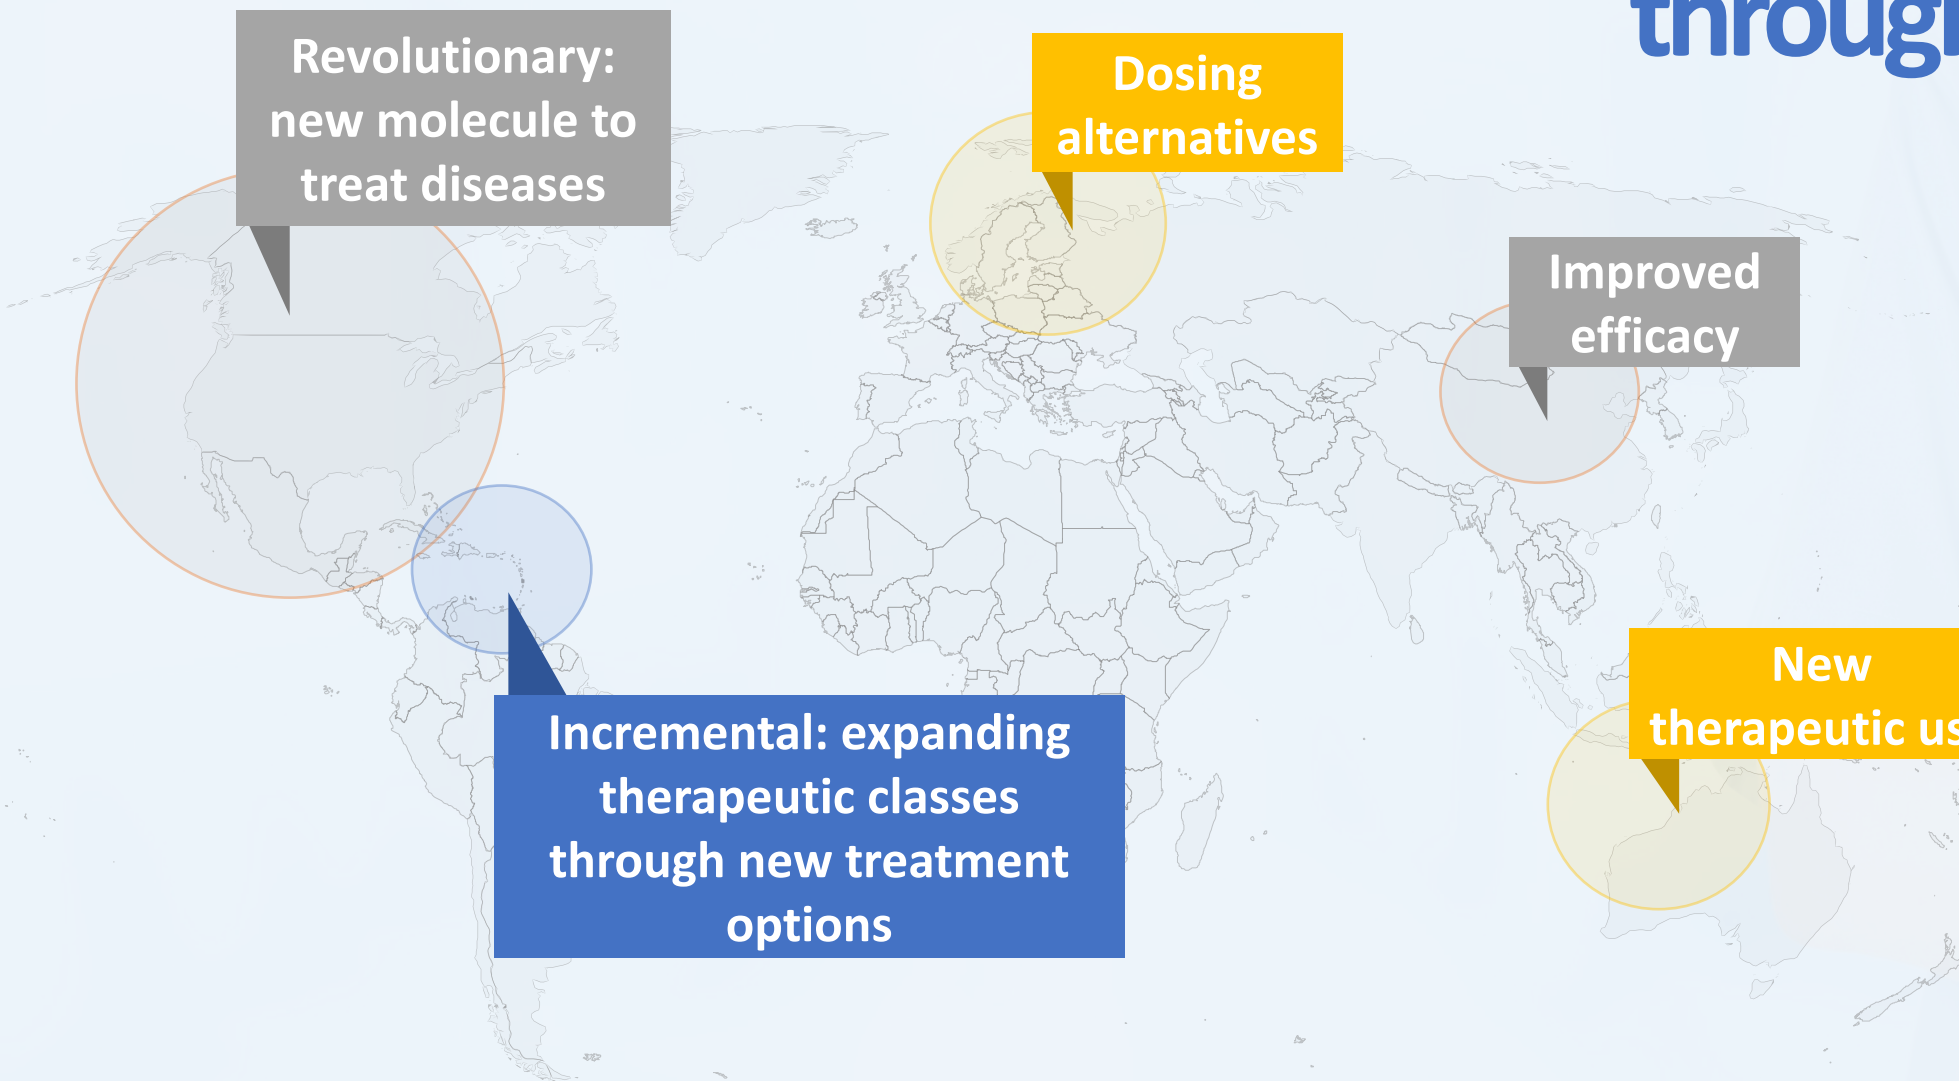 Revolutionary:
new molecule to
treat diseases
Dosing
alternatives
Improved
efficacy
New
therapeutic
Incremental: expanding
therapeutic classes
through new treatment
options